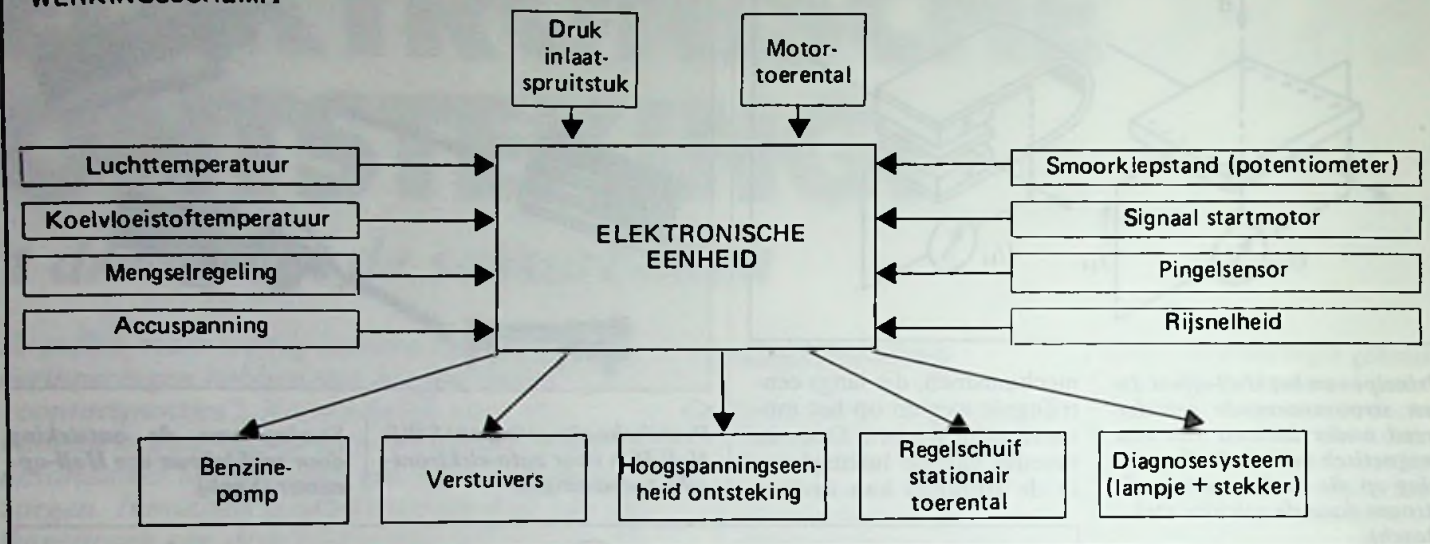 Druk
inlaat-
spruitstuk
Motor-
toerental
Luchttemperatuur
Koelvloeistoftemperatuur
Mengselregeling
Accuspanning
ELEKTRONISCHE
EENHEID
Smoorklepstand (potentiometer)
Signaal startmotor
Pingelsensor
Rijsnelheid
Benzine-
pomp
Verstuivers
Hoogspanningseen-
heid ontsteking
Regelschuif
stationair
toerental
Diagnosesysteem
(lampje + stekker)